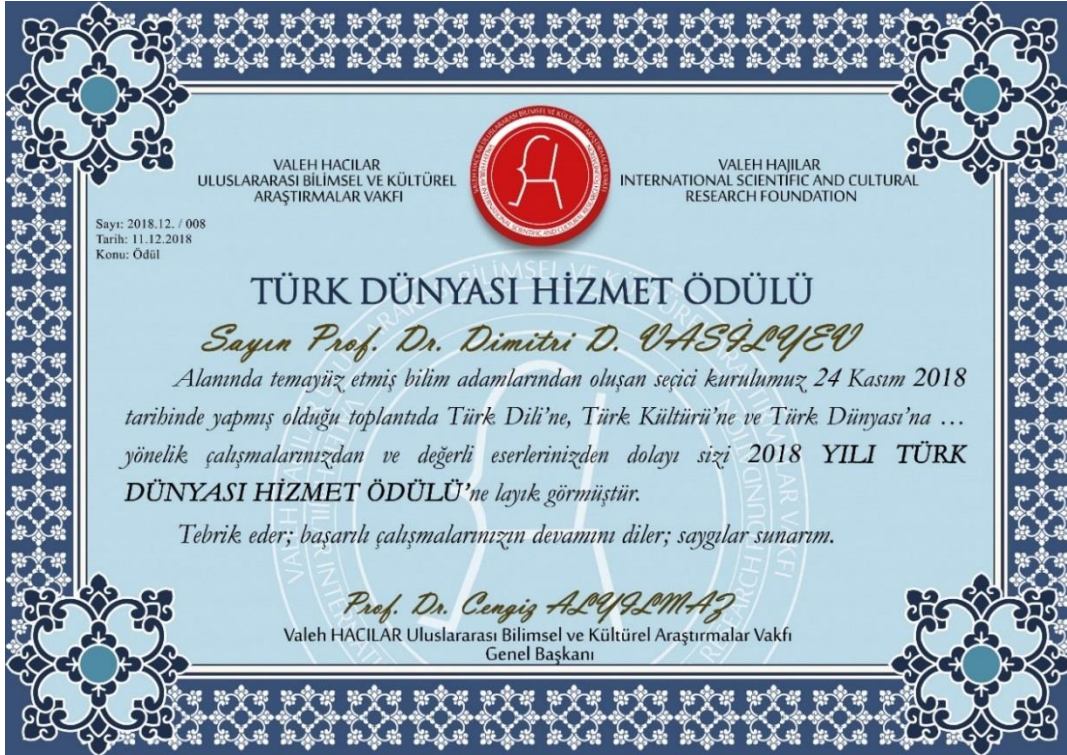 VALEH HACILAR
ULUSLARARASI BİLİMSEL VE KÜLTÜREL
ARAŞTIRMALAR VAKFI
VALEH HAJILAR
INTERNATIONAL SCIENTIFIC AND CULTURAL
RESEARCH FOUNDATION
Sayı: 2018.12. / 008
Tarih: 11.12.2018
Konu: Ödül
TÜRK DÜNYASI HİZMET ÖDÜLÜ
Sayın Prof. Dr. Dimitri D. VASİLYEV
Alanında temayüz etmiş bilim adamlarından oluşan seçici kurulumuz 24 Kasım 2018
tarihinde yapmış olduğu toplantıda Türk Dili’ne, Türk Kültürü’ne ve Türk Dünyası’na …
yönelik çalışmalarınızdan ve değerli eserlerinizden dolayı sizi 2018 YILI TÜRK
DÜNYASI HİZMET ÖDÜLÜ’ne layık görmüştür.
Tebrik eder; başarılı çalışmalarınızın devamını diler; saygılar sunarım.
Prof. Dr. Cengiz ALYILMAZ
Valeh HACILAR Uluslararası Bilimsel ve Kültürel Araştırmalar Vakfı
Genel Başkanı